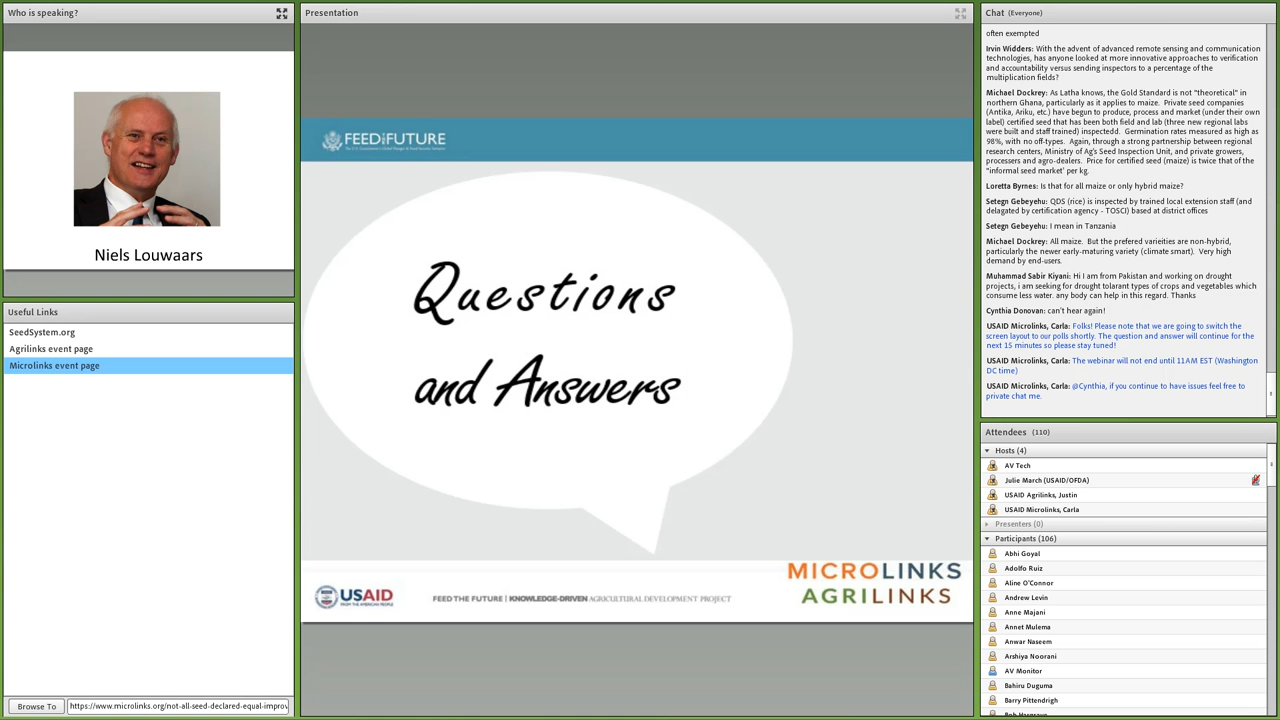 Who is speaking?
Niels Louwaars
Useful Links
SeedSystem.org
Agrilinks event page
Microlinks event page
Browse To
https://www.microlinks.org/not-all-seed-declared-equal-improv
Presentation
FEED THE FUTURE
Questions
and Answers
USAID
FROM THE AMERICAN PEOPLE
FEED THE FUTURE | KNOWLEDGE-DRIVEN AGRICULTURAL DEVELOPMENT PROJECT
MICROLINKS
AGRILINKS
Chat (Everyone)
often exempted
Irvin Widders: With the advent of advanced remote sensing and communication
technologies, has anyone looked at more innovative approaches to verification
and accountability versus sending inspectors to a percentage of the
multiplication fields?
Michael Dockrey: As Latha knows, the Gold Standard is not "theoretical" in
northern Ghana, particularly as it applies to maize. Private seed companies
(Antika, Ariku, etc.) have begun to produce, process and market (under their own
label) certified seed that has been both field and lab (three new regional labs
were built and staff trained) inspectedd. Germination rates measured as high as
98%, with no off-types. Again, through a strong partnership between regional
research centers, Ministry of Ag's Seed Inspection Unit, and private growers,
processers and agro-dealers. Price for certified seed (maize) is twice that of the
"informal seed market' per kg.
Loretta Byrnes: Is that for all maize or only hybrid maize?
Setegn Gebeyehu: QDS (rice) is inspected by trained local extension staff (and
delagated by certification agency - TOSCI) based at district offices
Setegn Gebeyehu: I mean in Tanzania
Michael Dockrey: All maize. But the prefered varieities are non-hybrid,
particularly the newer early-maturing variety (climate smart). Very high
demand by end-users.
Muhammad Sabir Kiyani: Hi I am from Pakistan and working on drought
projects, i am seeking for drought tolarant types of crops and vegetables which
consume less water. any body can help in this regard. Thanks
Cynthia Donovan: can't hear again!
USAID Microlinks, Carla: Folks! Please note that we are going to switch the
screen layout to our polls shortly. The question and answer will continue for the
next 15 minutes so please stay tuned!
USAID Microlinks, Carla: The webinar will not end until 11AM EST (Washington
DC time)
USAID Microlinks, Carla: @Cynthia, if you continue to have issues feel free to
private chat me.
Attendees (110)
Hosts (4)
AV Tech
Julie March (USAID/OFDA)
USAID Agrilinks, Justin
USAID Microlinks, Carla
Presenters (0)
Participants (106)
Abhi Goyal
Adolfo Ruiz
Aline O'Connor
Andrew Levin
Anne Majani
Annet Mulema
Anwar Naseem
Arshiya Noorani
AV Monitor
Bahiru Duguma
Barry Pittendrigh